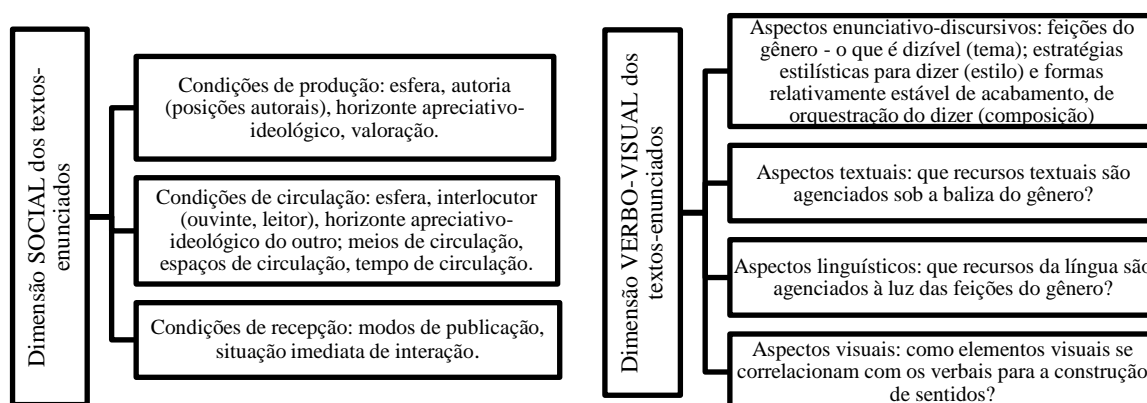 Dimensão SOCIAL dos textos-
enunciados
Condições de produção: esfera, autoria
(posições autorais), horizonte apreciativo-
ideológico, valoração.
Condições de circulação: esfera, interlocutor
(ouvinte, leitor), horizonte apreciativo-
ideológico do outro; meios de circulação,
espaços de circulação, tempo de circulação.
Condições de recepção: modos de publicação,
situação imediata de interação.
Dimensão VERBO-VISUAL dos
textos-enunciados
Aspectos enunciativo-discursivos: feições do
gênero - o que é dizível (tema); estratégias
estilísticas para dizer (estilo) e formas
relativamente estável de acabamento, de
orquestração do dizer (composição)
Aspectos textuais: que recursos textuais são
agenciados sob a baliza do gênero?
Aspectos linguísticos: que recursos da língua são
agenciados à luz das feições do gênero?
Aspectos visuais: como elementos visuais se
correlacionam com os verbais para a construção
de sentidos?